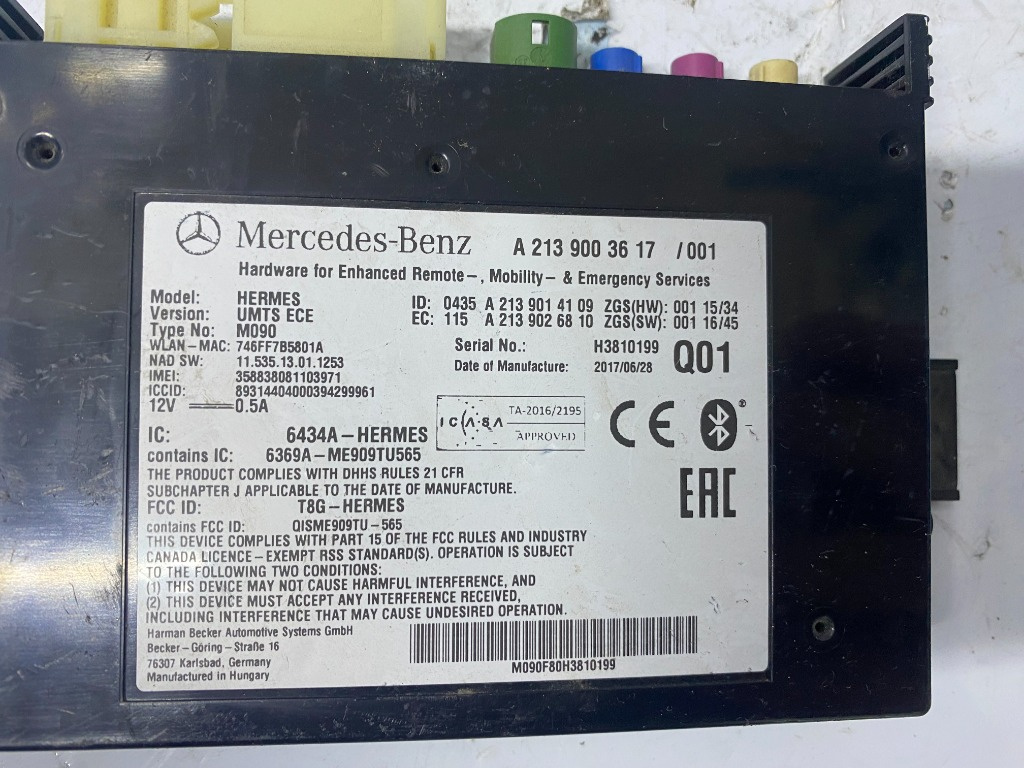 Mercedes-Benz A 213 900 36 17 /001
Hardware for Enhanced Remote-, Mobility- & Emergency Services
Model: HERMES ID: 0435 A 213 901 41 09 ZGS(HW): 001 15/34
Version: UMTS ECE EC: 115 A 213 902 68 10 ZGS(SW): 001 16/45
Type No: M090
WLAN-MAC: 746FF7B5801A Serial No.: H3810199 Q01
NAD SW: 11.535.13.01.1253 Date of Manufacture: 2017/06/28
IMEI: 358838081103971
ICCID: 89314404000394299961
12V 0.5A
ICASA TA-2016/2195 APPROVED CE
IC: 6434A-HERMES
contains IC: 6369A-ME909TU565
THE PRODUCT COMPLIES WITH DHHS RULES 21 CFR
SUBCHAPTER J APPLICABLE TO THE DATE OF MANUFACTURE.
EAC
FCC ID: T8G-HERMES
contains FCC ID: QISME909TU-565
THIS DEVICE COMPLIES WITH PART 15 OF THE FCC RULES AND INDUSTRY
CANADA LICENCE-EXEMPT RSS STANDARD(S). OPERATION IS SUBJECT
TO THE FOLLOWING TWO CONDITIONS:
(1) THIS DEVICE MAY NOT CAUSE HARMFUL INTERFERENCE, AND
(2) THIS DEVICE MUST ACCEPT ANY INTERFERENCE RECEIVED,
INCLUDING INTERFERENCE THAT MAY CAUSE UNDESIRED OPERATION.
Harman Becker Automotive Systems GmbH
Becker-Göring-Straße 16
76307 Karlsbad, Germany
Manufactured in Hungary
M090F80H3810199